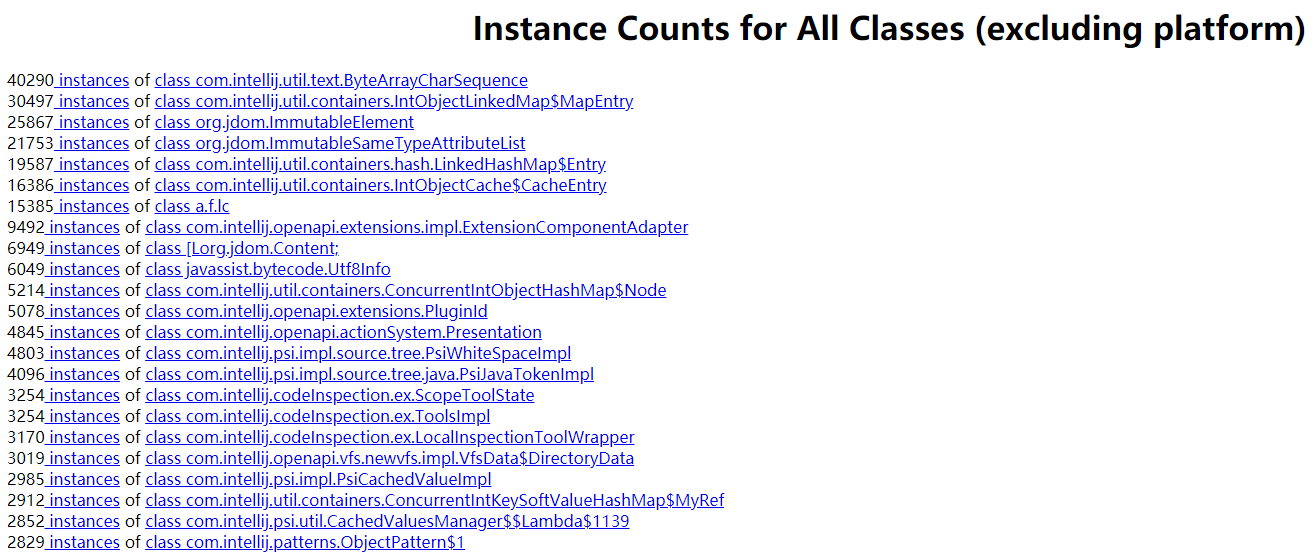 Instance Counts for All Classes (excluding platform)
40290 instances of class com.intellij.util.text.ByteArrayCharSequence
30497 instances of class com.intellij.util.containers.IntObjectLinkedMap$MapEntry
25867 instances of class org.jdom.ImmutableElement
21753 instances of class org.jdom.ImmutableSameTypeAttributeList
19587 instances of class com.intellij.util.containers.hash.LinkedHashMap$Entry
16386 instances of class com.intellij.util.containers.IntObjectCache$CacheEntry
15385 instances of class a.f.lc
9492 instances of class com.intellij.openapi.extensions.impl.ExtensionComponentAdapter
6949 instances of class [Lorg.jdom.Content;
6049 instances of class javassist.bytecode.Utf8Info
5214 instances of class com.intellij.util.containers.ConcurrentIntObjectHashMap$Node
5078 instances of class com.intellij.openapi.extensions.PluginId
4845 instances of class com.intellij.openapi.actionSystem.Presentation
4803 instances of class com.intellij.psi.impl.source.tree.PsiWhiteSpaceImpl
4096 instances of class com.intellij.psi.impl.source.tree.java.PsiJavaTokenImpl
3254 instances of class com.intellij.codeInspection.ex.ScopeToolState
3254 instances of class com.intellij.codeInspection.ex.ToolsImpl
3170 instances of class com.intellij.codeInspection.ex.LocalInspectionToolWrapper
3019 instances of class com.intellij.openapi.vfs.newvfs.impl.VfsData$DirectoryData
2985 instances of class com.intellij.psi.impl.PsiCachedValueImpl
2912 instances of class com.intellij.util.containers.ConcurrentIntKeySoftValueHashMap$MyRef
2852 instances of class com.intellij.psi.util.CachedValuesManager$$Lambda$1139
2829 instances of class com.intellij.patterns.ObjectPattern$1